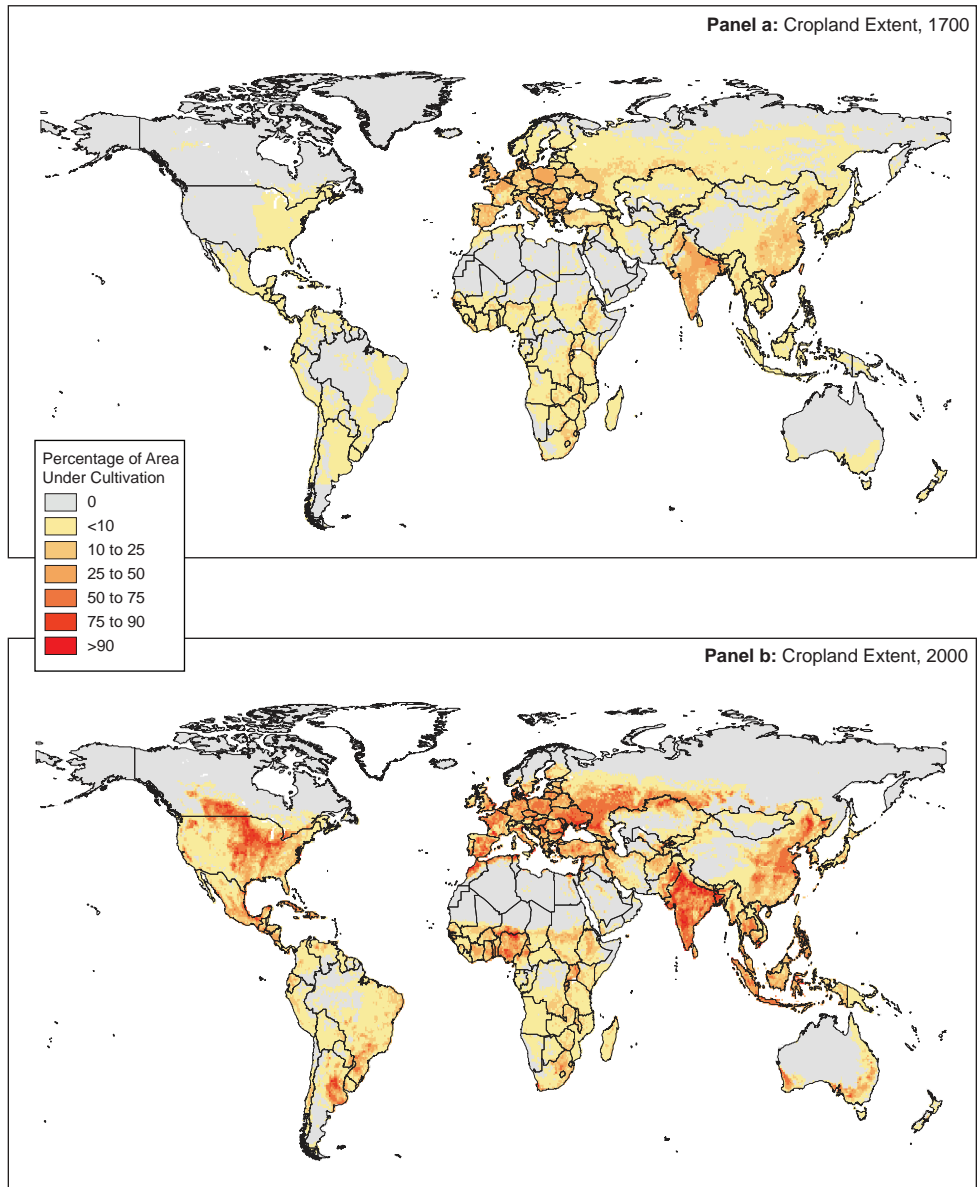 Panel a: Cropland Extent, 1700
Percentage of Area
Under Cultivation
0
<10
10 to 25
25 to 50
50 to 75
75 to 90
>90
Panel b: Cropland Extent, 2000